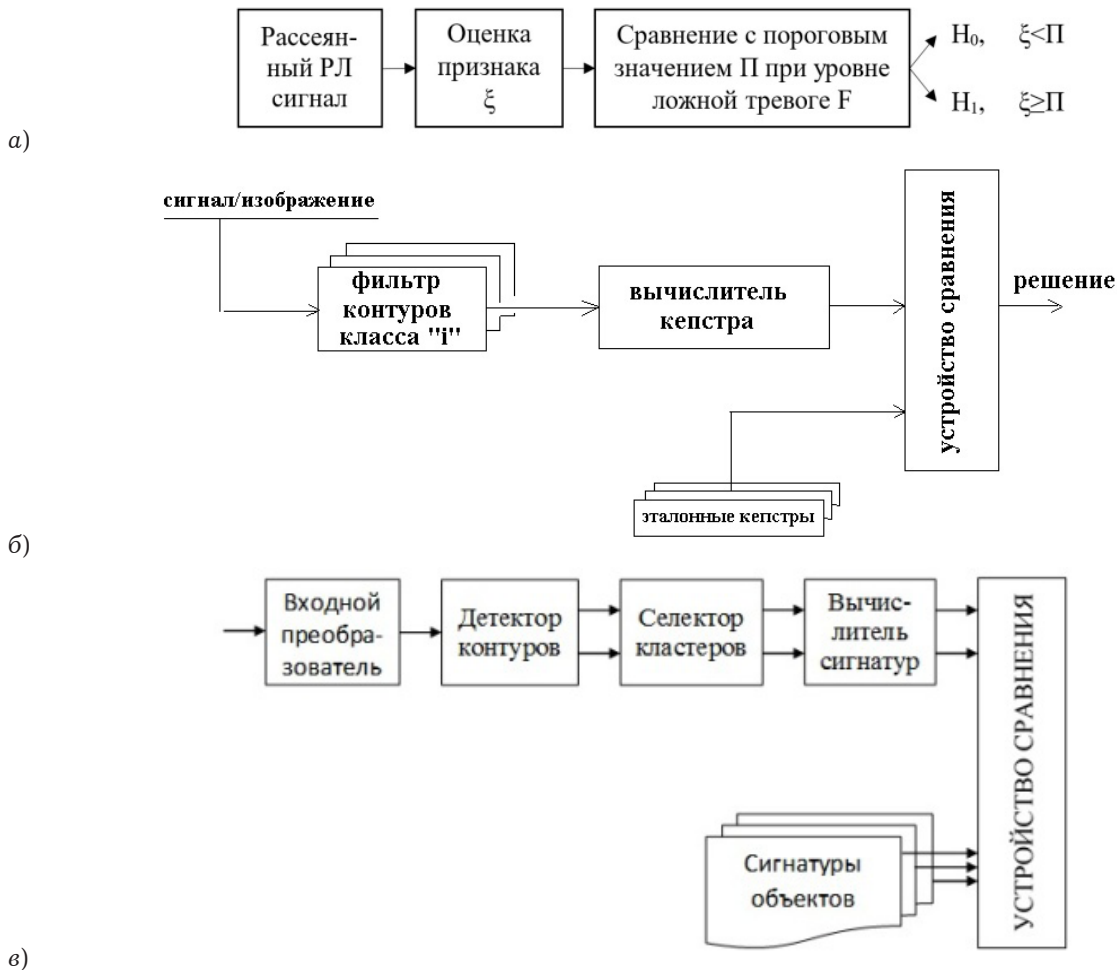 Рассеян-
ный РЛ
сигнал
Оценка
признака
ξ
Сравнение с пороговым
значением П при уровне
ложной тревоге F
H₀, ξ<П
H₁, ξ≥П
а)
сигнал/изображение
фильтр
контуров
класса "i"
вычислитель
кепстра
устройство сравнения
решение
эталонные кепстры
б)
Входной
преобра-
зователь
Детектор
контуров
Селектор
кластеров
Вычис-
литель
сигнатур
УСТРОЙСТВО СРАВНЕНИЯ
Сигнатуры
объектов
в)